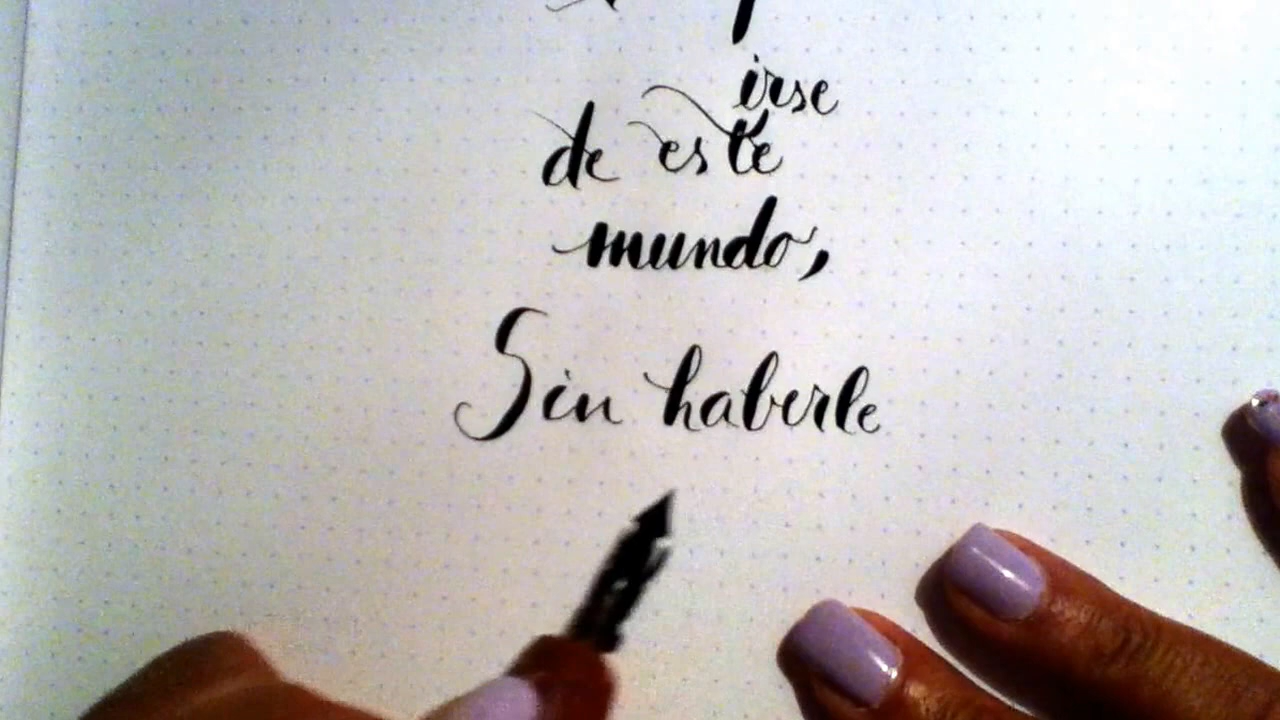 irse
de este
mundo,
Sin haberle